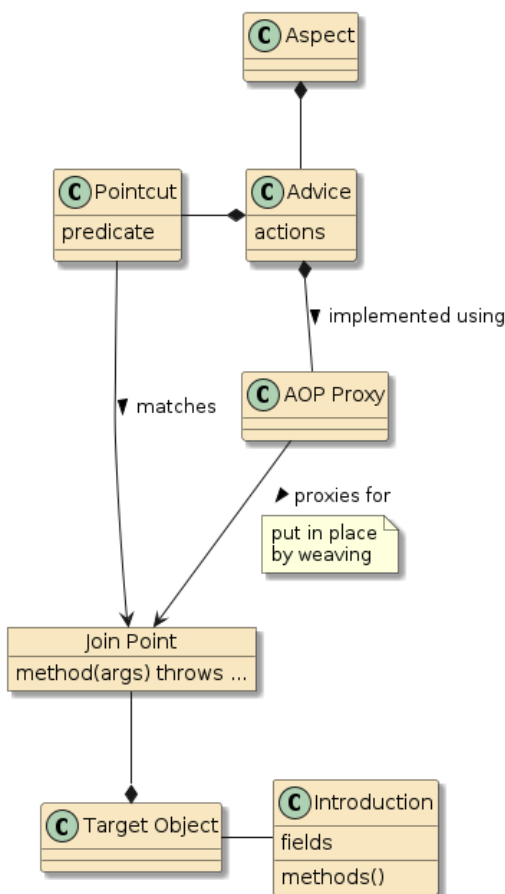 C Aspect
C Pointcut
predicate
C Advice
actions
implemented using
C AOP Proxy
matches
proxies for
put in place
by weaving
Join Point
method(args) throws ...
C Target Object
C Introduction
fields
methods()